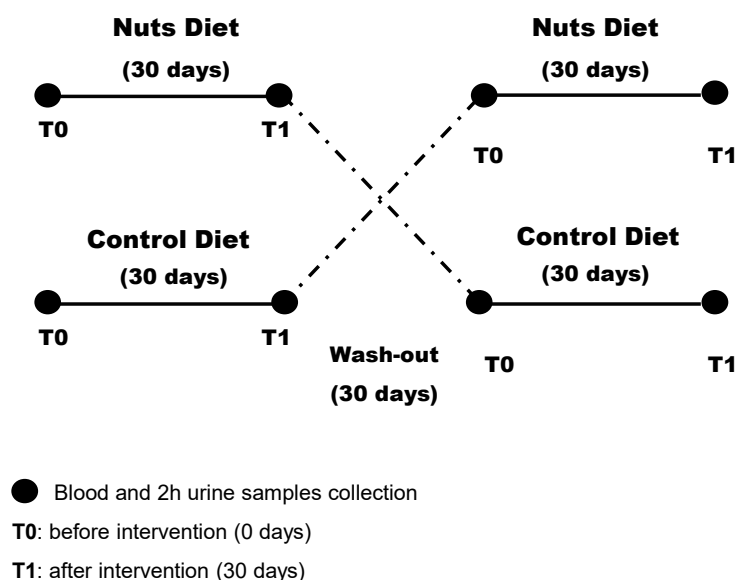 Nuts Diet
(30 days)
T0
T1
Nuts Diet
(30 days)
T0
T1
Control Diet
(30 days)
T0
T1
Control Diet
(30 days)
T0
T1
Wash-out
(30 days)
Blood and 2h urine samples collection
T0: before intervention (0 days)
T1: after intervention (30 days)